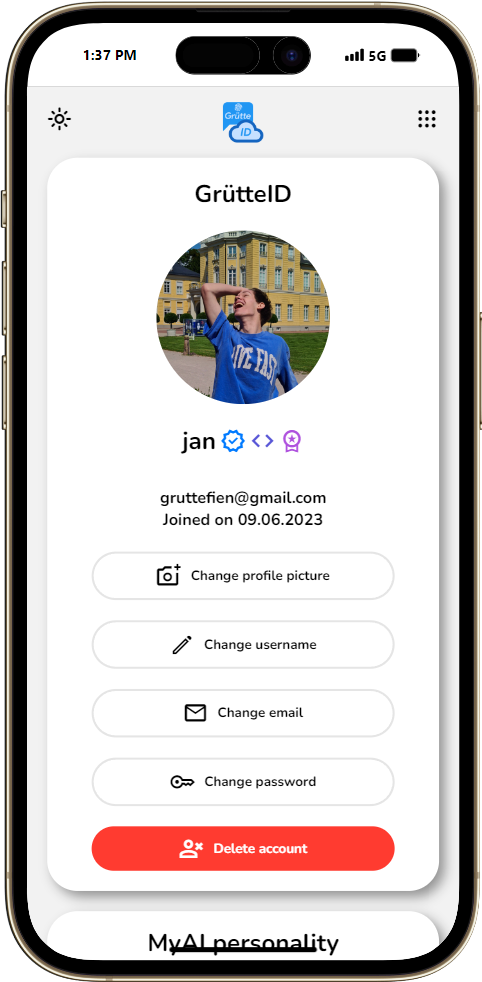 1:37 PM
5G
Grütte
ID
GrütteID
jan
gruttefien@gmail.com
Joined on 09.06.2023
Change profile picture
Change username
Change email
Change password
Delete account
MyAI personality